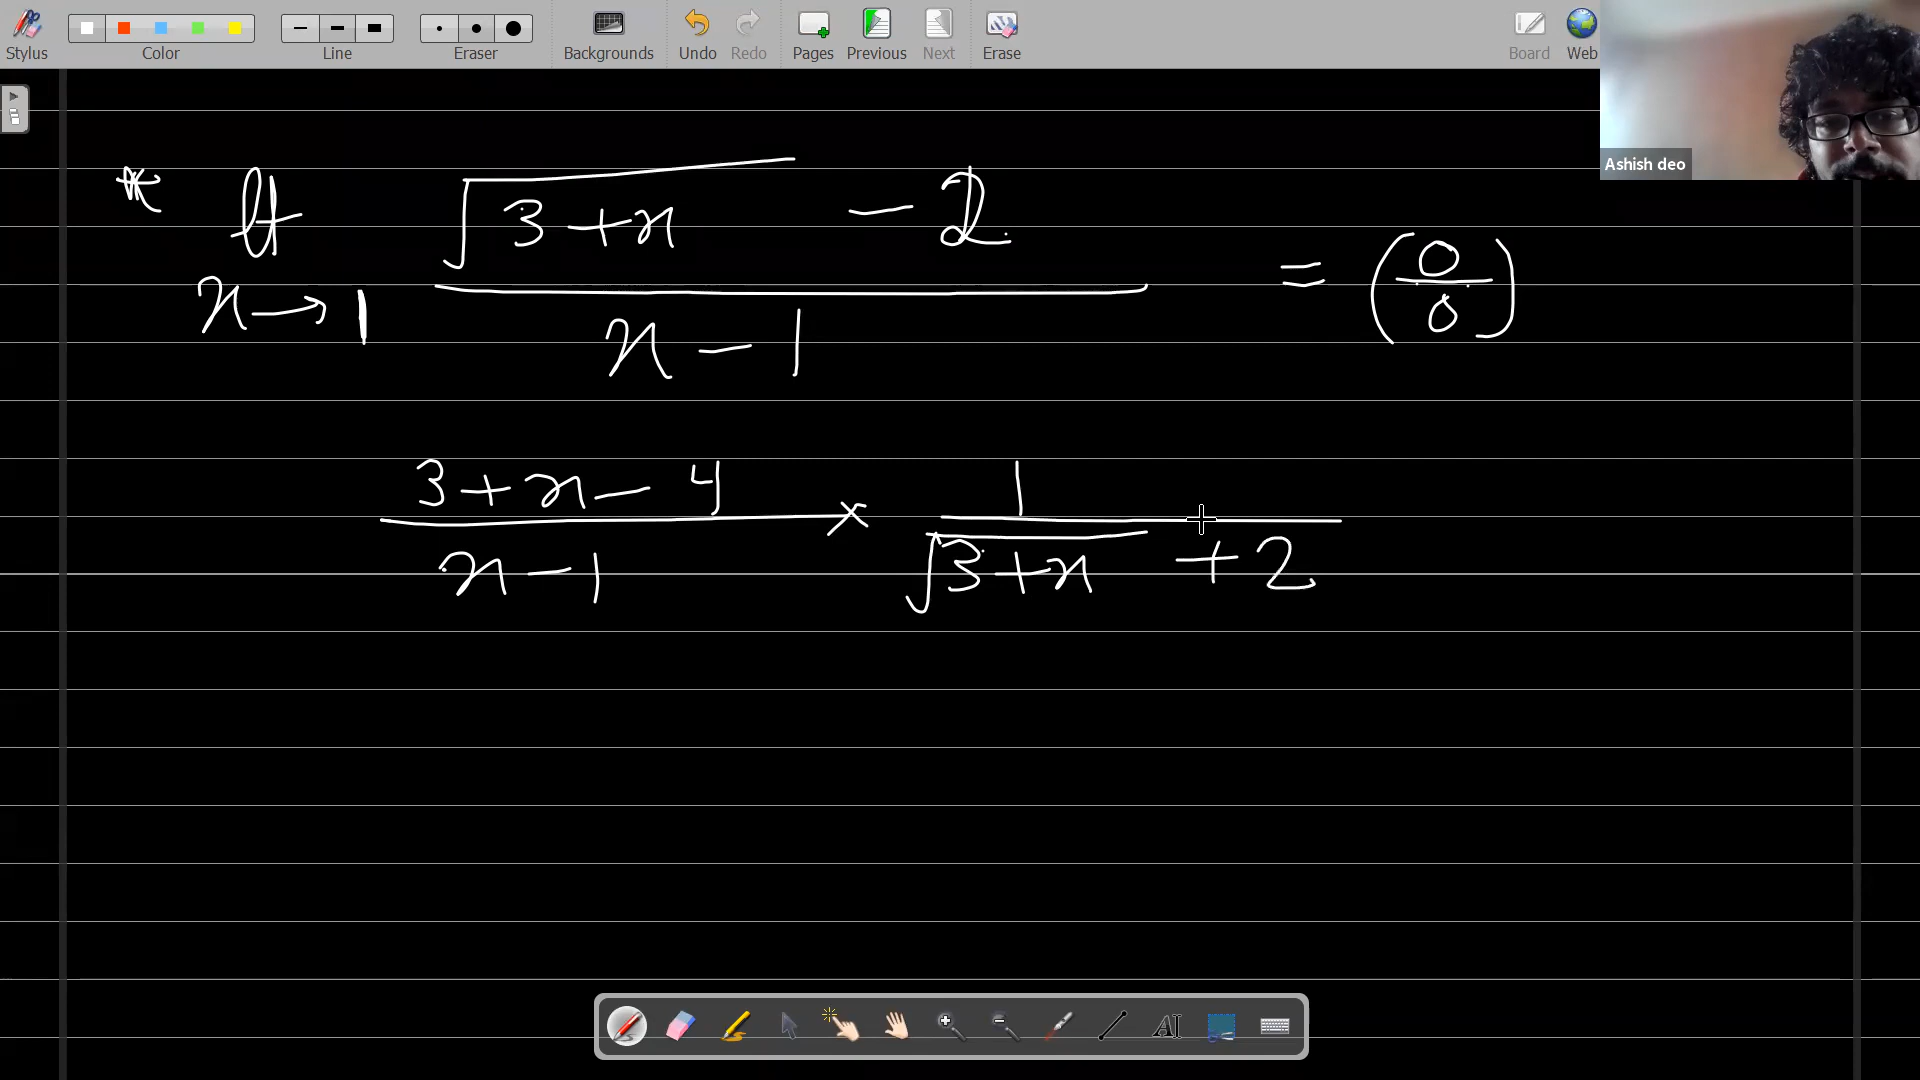 Stylus Color Line Eraser Backgrounds Undo Redo Pages Previous Next Erase Board Web
Ashish deo
* lt √3+x − 2
x→1 x − 1 = (0/0)
3+x−4 × 1
x−1 √3+x +2